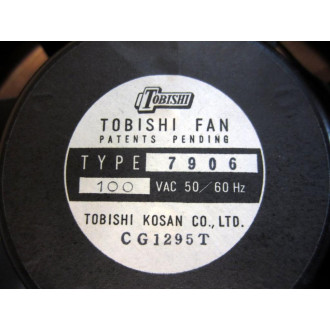 TOBISHI
TOBISHI FAN
PATENTS PENDING
TYPE 7906
100 VAC 50/60 Hz
TOBISHI KOSAN CO., LTD.
CG1295T